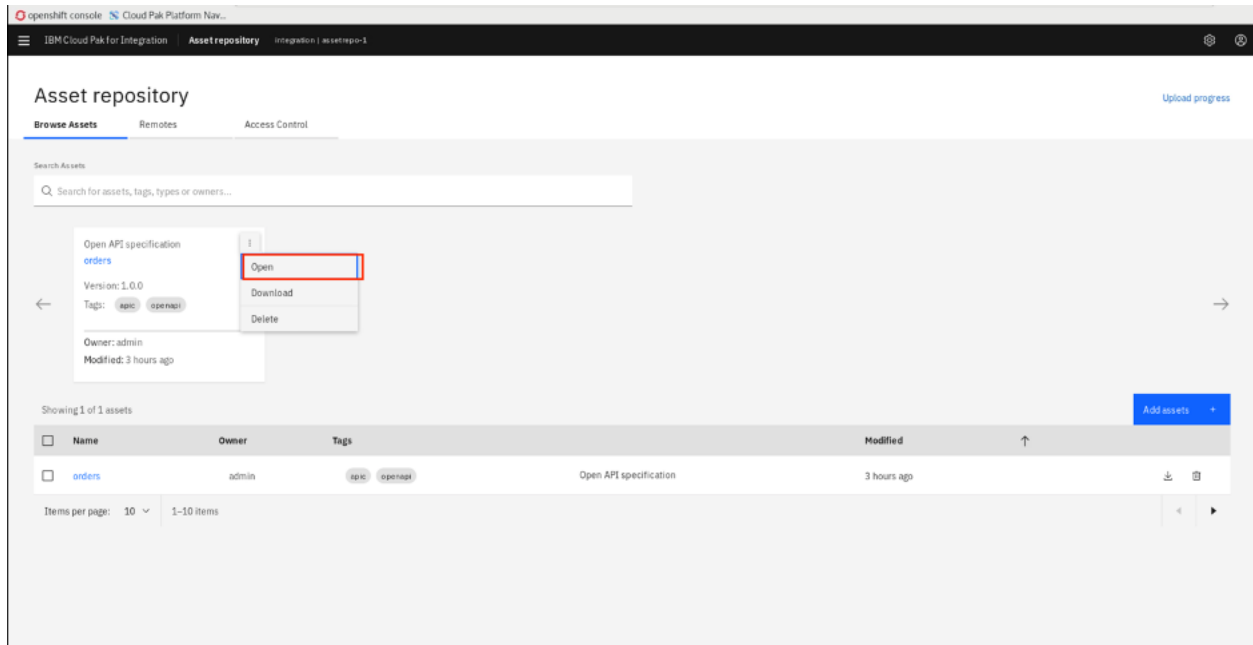 openshift console Cloud Pak Platform Nav...
IBM Cloud Pak for Integration Asset repository integration | assetrepo-1
Asset repository
Upload progress
Browse Assets Remotes Access Control
Search Assets
Search for assets, tags, types or owners...
Open API specification
orders
Version: 1.0.0
Tags: apic openapi
Owner: admin
Modified: 3 hours ago
Open
Download
Delete
Showing 1 of 1 assets
Add assets +
Name Owner Tags Modified
orders admin apic openapi Open API specification 3 hours ago
Items per page: 10 1–10 items